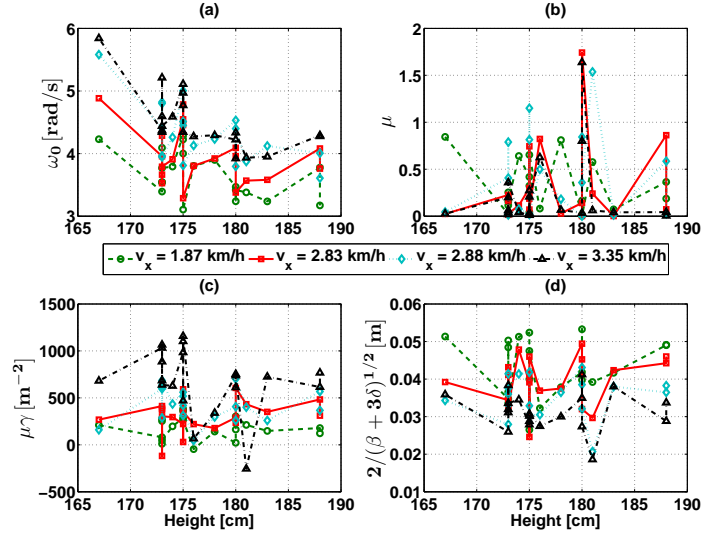 (a)
(b)
6
5
4
3
ω₀ [rad/s]
165 170 175 180 185 190
2
1.5
1
0.5
0
μ
165 170 175 180 185 190
v_x = 1.87 km/h v_x = 2.83 km/h v_x = 2.88 km/h v_x = 3.35 km/h
(c)
(d)
1500
1000
500
0
−500
μγ [m⁻²]
165 170 175 180 185 190
Height [cm]
0.06
0.05
0.04
0.03
0.02
0.01
2/(β + 3δ)^{1/2} [m]
165 170 175 180 185 190
Height [cm]